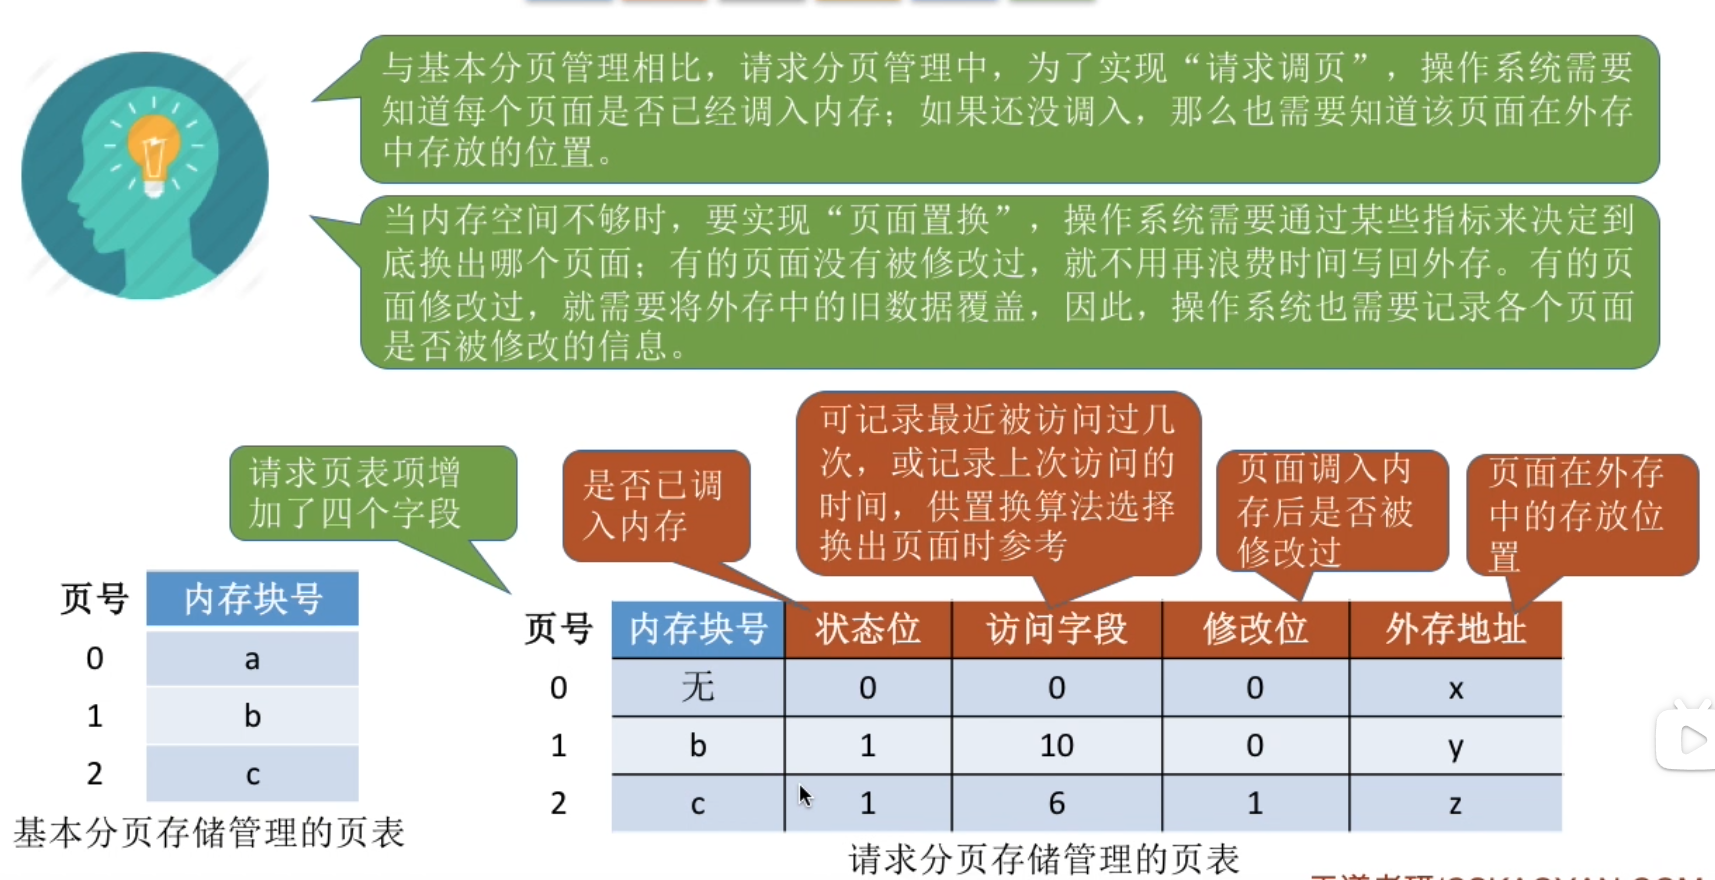 与基本分页管理相比，请求分页管理中，为了实现“请求调页”，操作系统需要
知道每个页面是否已经调入内存；如果还没调入，那么也需要知道该页面在外存
中存放的位置。
当内存空间不够时，要实现“页面置换”，操作系统需要通过某些指标来决定到
底换出哪个页面；有的页面没有被修改过，就不用再浪费时间写回外存。有的页
面修改过，就需要将外存中的旧数据覆盖，因此，操作系统也需要记录各个页面
是否被修改的信息。
请求页表项增
加了四个字段
是否已调
入内存
可记录最近被访问过几
次，或记录上次访问的
时间，供置换算法选择
换出页面时参考
页面调入内
存后是否被
修改过
页面在外存
中的存放位
置
页号 内存块号
0 a
1 b
2 c
基本分页存储管理的页表
页号 内存块号 状态位 访问字段 修改位 外存地址
0 无 0 0 0 x
1 b 1 10 0 y
2 c 1 6 1 z
请求分页存储管理的页表